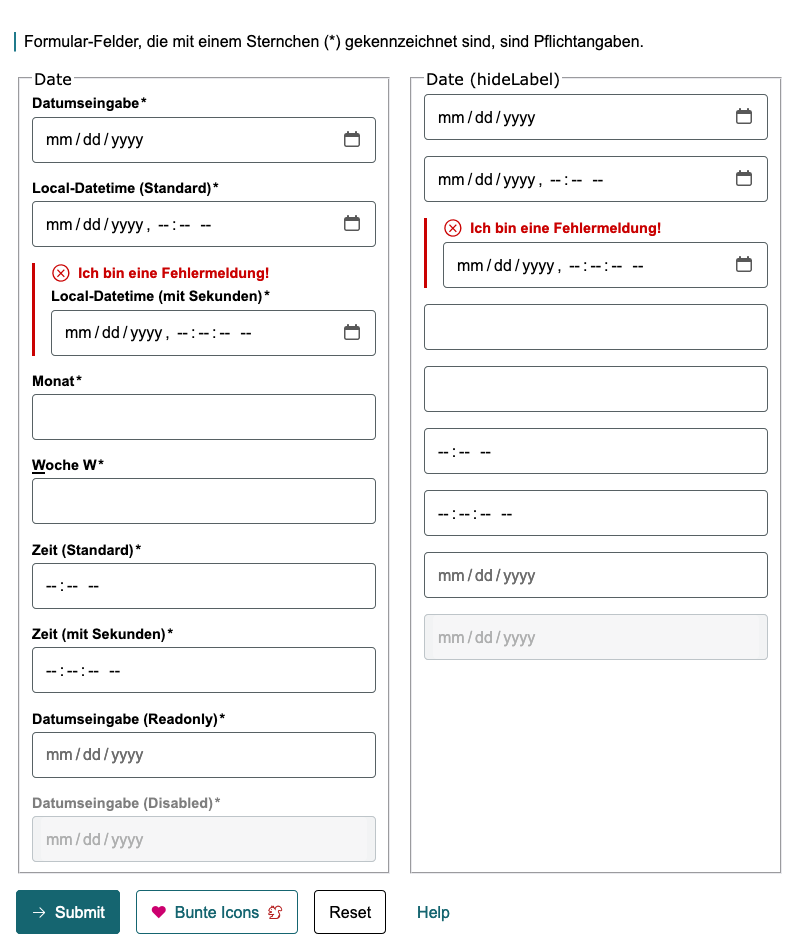 Formular-Felder, die mit einem Sternchen (*) gekennzeichnet sind, sind Pflichtangaben.
Date
Datumseingabe*
mm/dd/yyyy
Local-Datetime (Standard)*
mm/dd/yyyy, --:-- --
Ich bin eine Fehlermeldung!
Local-Datetime (mit Sekunden)*
mm/dd/yyyy, --:--:-- --
Monat*
Woche W*
Zeit (Standard)*
--:-- --
Zeit (mit Sekunden)*
--:--:-- --
Datumseingabe (Readonly)*
mm/dd/yyyy
Datumseingabe (Disabled)*
mm/dd/yyyy
Date (hideLabel)
mm/dd/yyyy
mm/dd/yyyy, --:-- --
Ich bin eine Fehlermeldung!
mm/dd/yyyy, --:--:-- --
--:-- --
--:--:-- --
mm/dd/yyyy
mm/dd/yyyy
Submit
Bunte Icons
Reset
Help